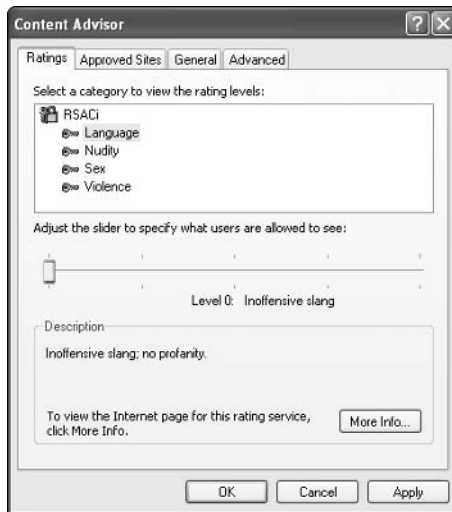 Content Advisor
Ratings Approved Sites General Advanced
Select a category to view the rating levels:
RSACi
Language
Nudity
Sex
Violence
Adjust the slider to specify what users are allowed to see:
Level 0: Inoffensive slang
Description
Inoffensive slang; no profanity.
To view the Internet page for this rating service,
click More Info.
More Info...
OK Cancel Apply